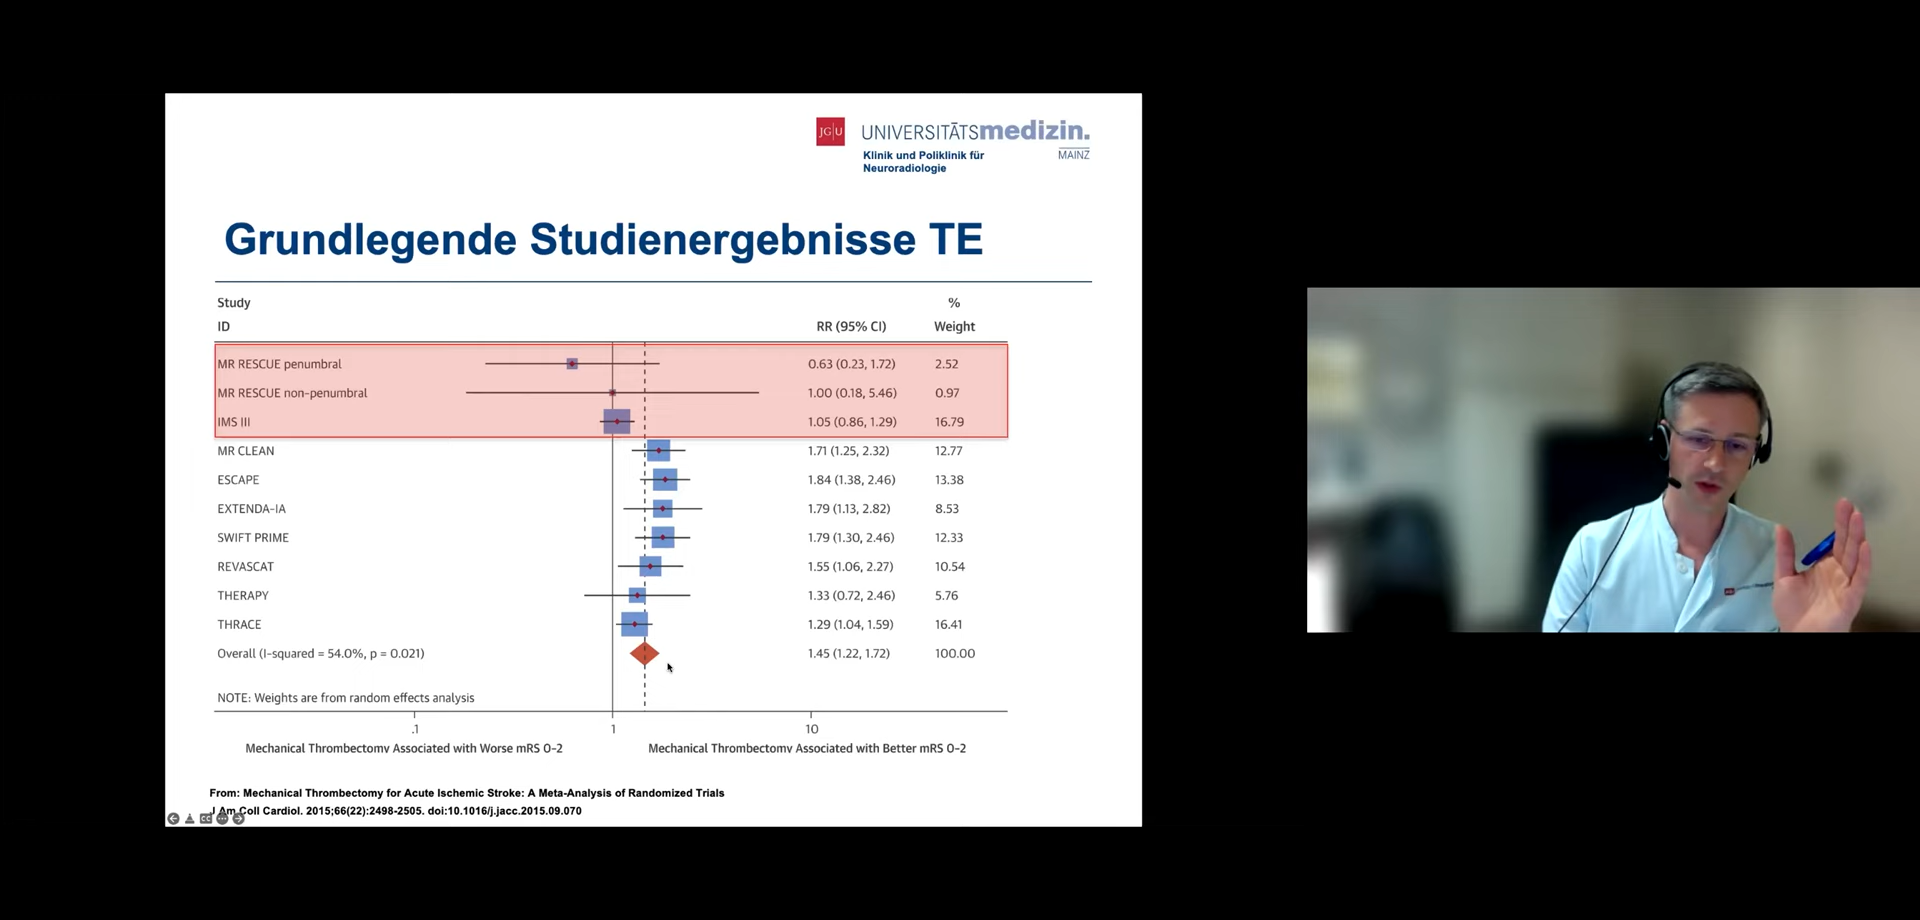 JG|U UNIVERSITÄTSmedizin.
MAINZ
Klinik und Poliklinik für
Neuroradiologie
Grundlegende Studienergebnisse TE
Study %
ID RR (95% CI) Weight
MR RESCUE penumbral 0.63 (0.23, 1.72) 2.52
MR RESCUE non-penumbral 1.00 (0.18, 5.46) 0.97
IMS III 1.05 (0.86, 1.29) 16.79
MR CLEAN 1.71 (1.25, 2.32) 12.77
ESCAPE 1.84 (1.38, 2.46) 13.38
EXTENDA-IA 1.79 (1.13, 2.82) 8.53
SWIFT PRIME 1.79 (1.30, 2.46) 12.33
REVASCAT 1.55 (1.06, 2.27) 10.54
THERAPY 1.33 (0.72, 2.46) 5.76
THRACE 1.29 (1.04, 1.59) 16.41
Overall (I-squared = 54.0%, p = 0.021) 1.45 (1.22, 1.72) 100.00
NOTE: Weights are from random effects analysis
.1 1 10
Mechanical Thrombectomy Associated with Worse mRS 0-2 Mechanical Thrombectomy Associated with Better mRS 0-2
From: Mechanical Thrombectomy for Acute Ischemic Stroke: A Meta-Analysis of Randomized Trials
J Am Coll Cardiol. 2015;66(22):2498-2505. doi:10.1016/j.jacc.2015.09.070